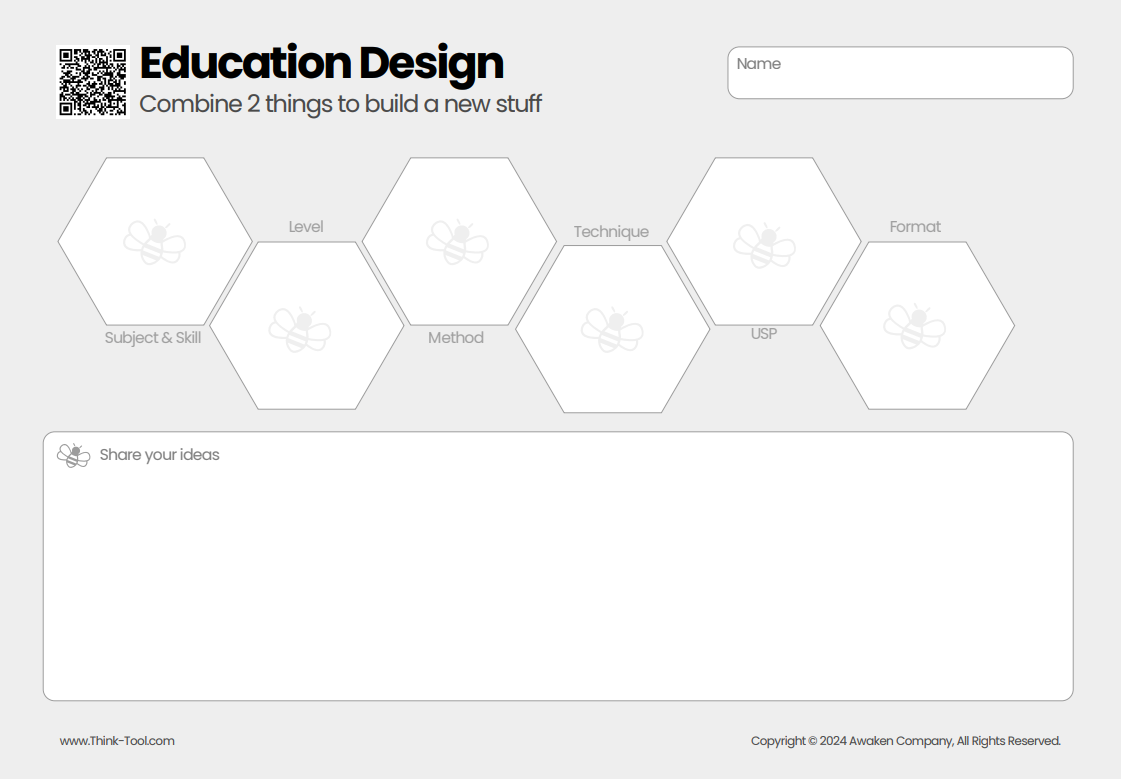 Education Design
Combine 2 things to build a new stuff
Name
Level
Technique
Format
Subject & Skill
Method
USP
Share your ideas
www.Think-Tool.com
Copyright © 2024 Awaken Company, All Rights Reserved.